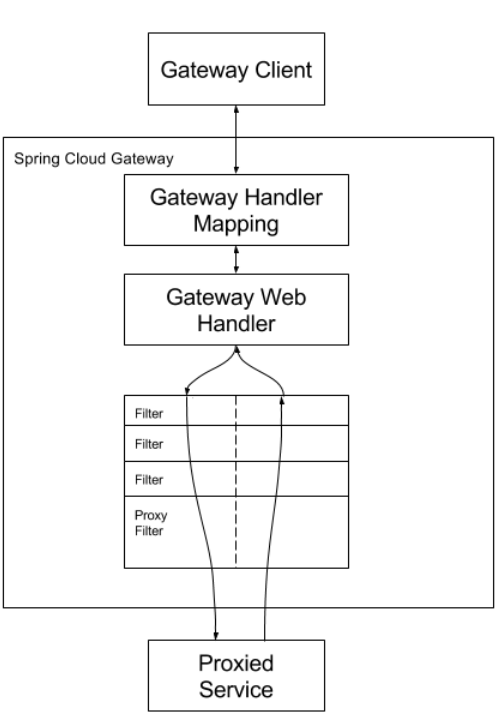 Gateway Client
Spring Cloud Gateway
Gateway Handler
Mapping
Gateway Web
Handler
Filter
Filter
Filter
Proxy
Filter
Proxied
Service